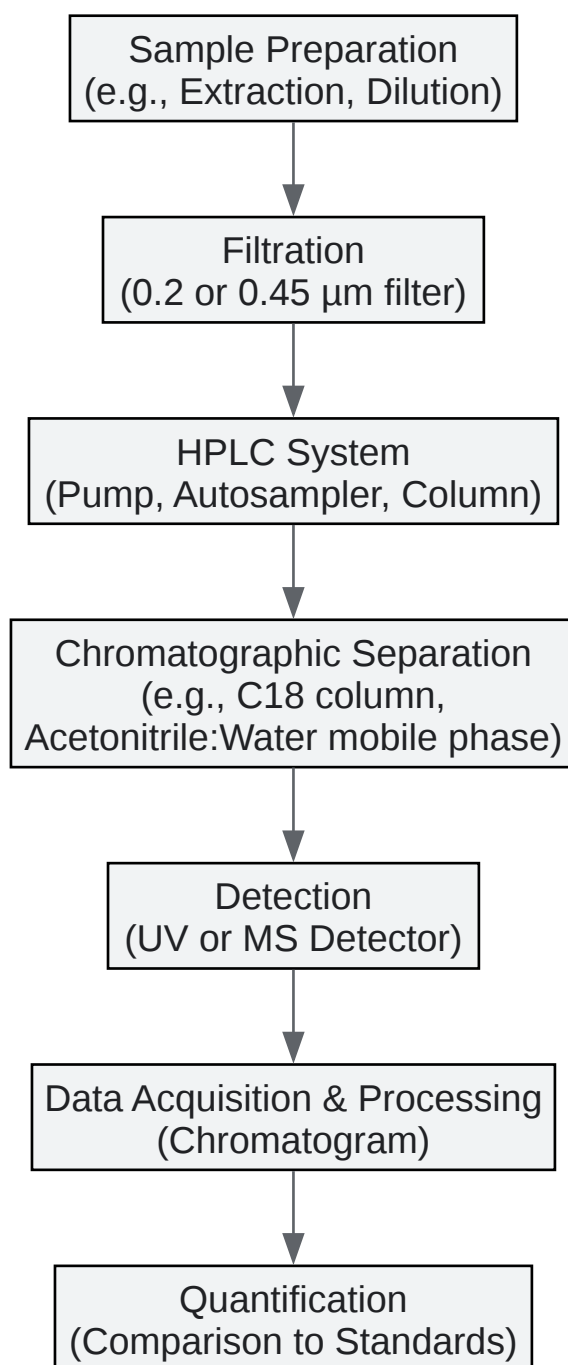 Sample Preparation
(e.g., Extraction, Dilution)
Filtration
(0.2 or 0.45 µm filter)
HPLC System
(Pump, Autosampler, Column)
Chromatographic Separation
(e.g., C18 column,
Acetonitrile:Water mobile phase)
Detection
(UV or MS Detector)
Data Acquisition & Processing
(Chromatogram)
Quantification
(Comparison to Standards)